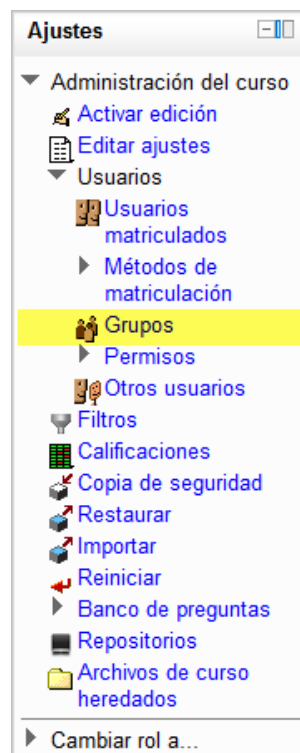 Ajustes
Administración del curso
Activar edición
Editar ajustes
Usuarios
Usuarios
matriculados
Métodos de
matriculación
Grupos
Permisos
Otros usuarios
Filtros
Calificaciones
Copia de seguridad
Restaurar
Importar
Reiniciar
Banco de preguntas
Repositorios
Archivos de curso
heredados
Cambiar rol a...